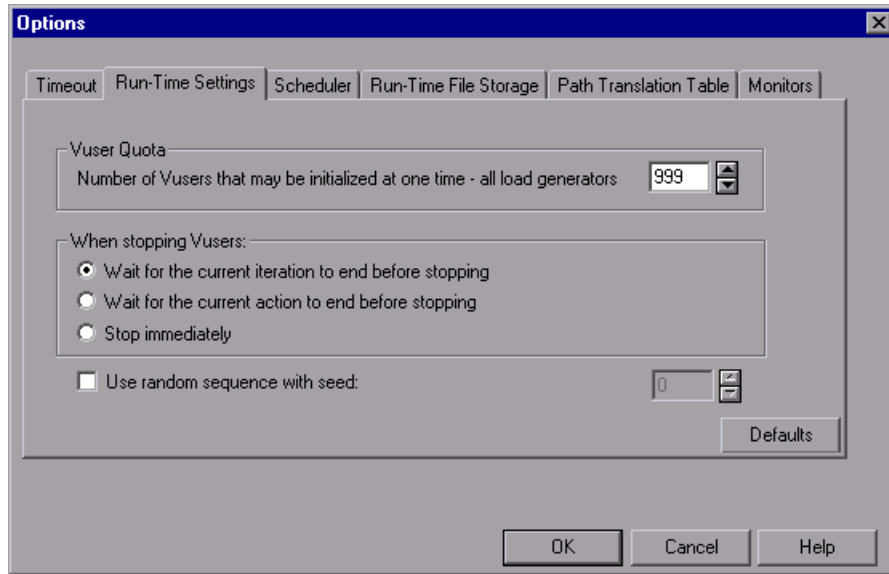 Options
Timeout Run-Time Settings Scheduler Run-Time File Storage Path Translation Table Monitors
Vuser Quota
Number of Vusers that may be initialized at one time - all load generators 999
When stopping Vusers:
Wait for the current iteration to end before stopping
Wait for the current action to end before stopping
Stop immediately
Use random sequence with seed: 0
Defaults
OK Cancel Help